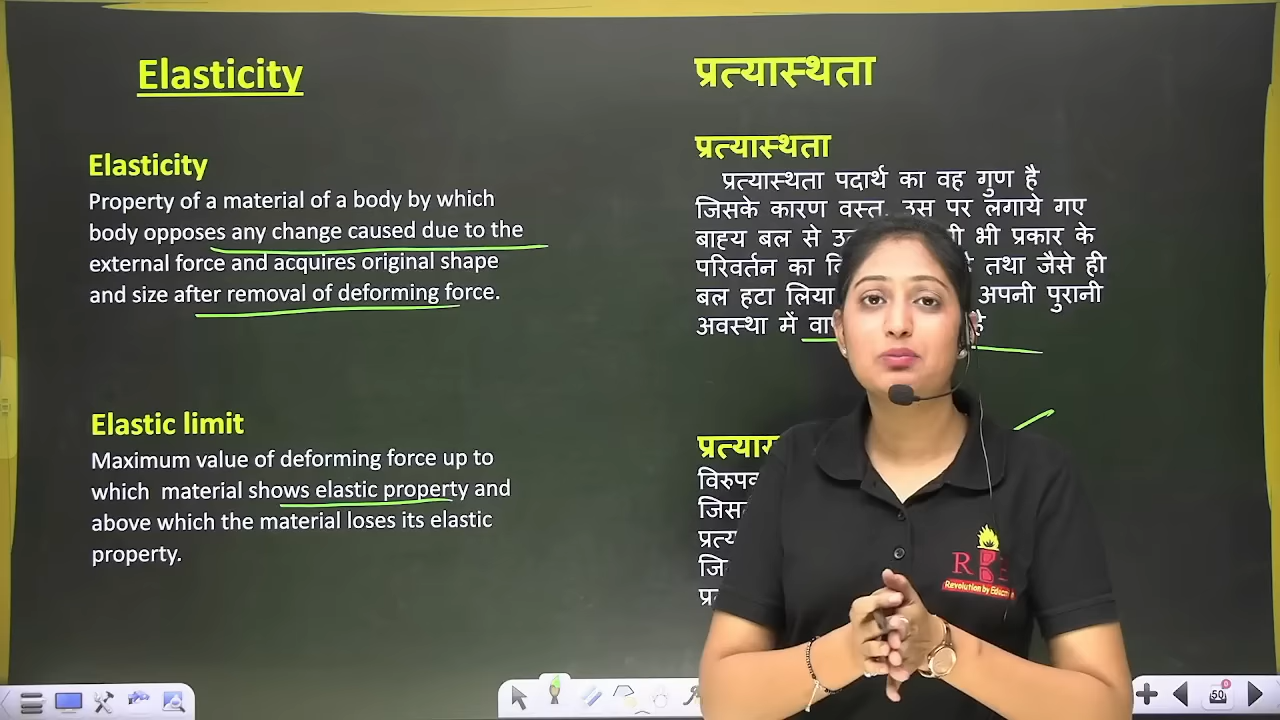 Elasticity
Elasticity
Property of a material of a body by which
body opposes any change caused due to the
external force and acquires original shape
and size after removal of deforming force.
Elastic limit
Maximum value of deforming force up to
which material shows elastic property and
above which the material loses its elastic
property.
प्रत्यास्थता
प्रत्यास्थता
प्रत्यास्थता पदार्थ का वह गुण है
जिसके कारण वस्तु उस पर लगाये गए
बाह्य बल से भी प्रकार के
परिवर्तन का तथा जैसे ही
बल हटा लिया अपनी पुरानी
अवस्था में है
Revolution by Education
50